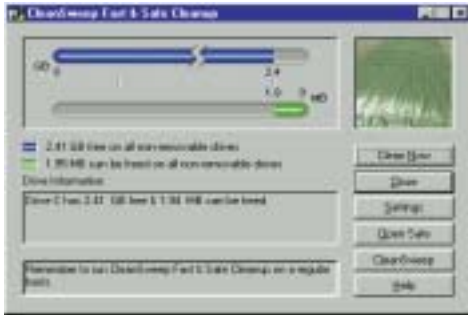 CleanSweep Fast & Safe Cleanup
GB
0
2.4
1.9
MB
2.41 GB free on all non-removable drives
1.95 MB can be freed on all non-removable drives
Drive Information
Drive C has 2.41 GB free & 1.94 MB can be freed.
Remember to run CleanSweep Fast & Safe Cleanup on a regular
basis.
Clean Now
Settings
Open Safe
CleanSweep
Help